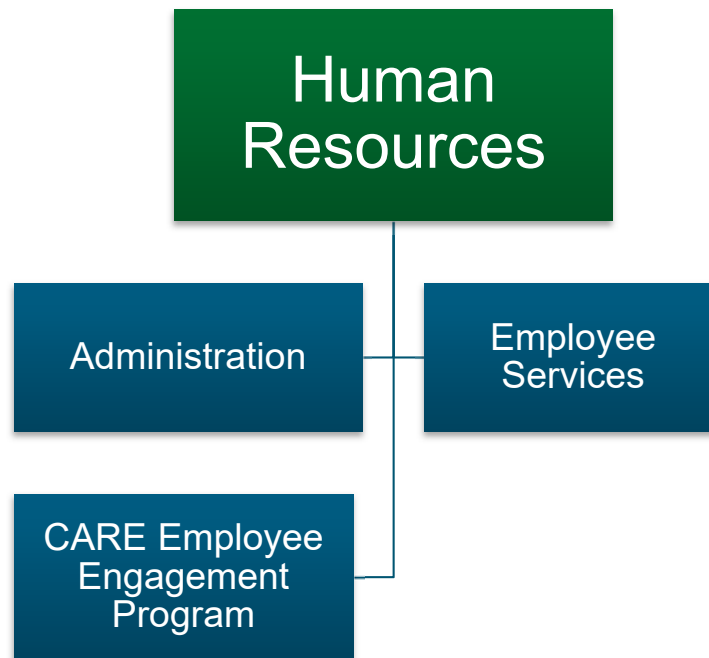 Human
Resources
Administration
Employee
Services
CARE Employee
Engagement
Program